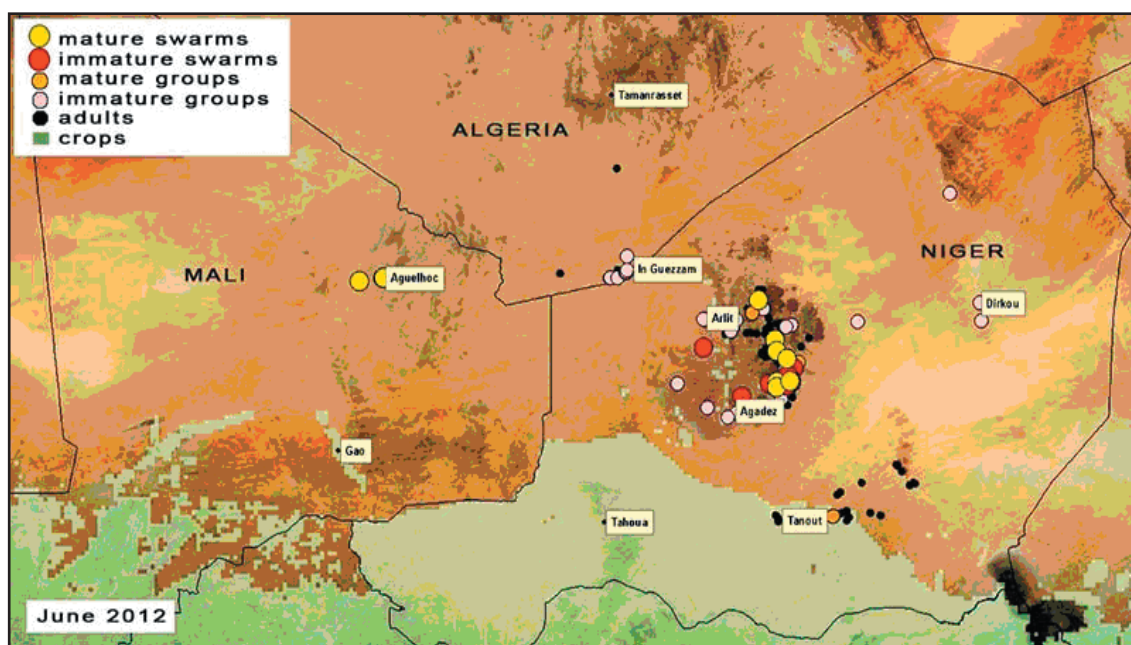 mature swarms
immature swarms
mature groups
immature groups
adults
crops
Tamanrasset
ALGERIA
NIGER
MALI
Aguelhoc
In Guezzam
Dirkou
Arlit
Agadez
Gao
Tahoua
Tanout
June 2012